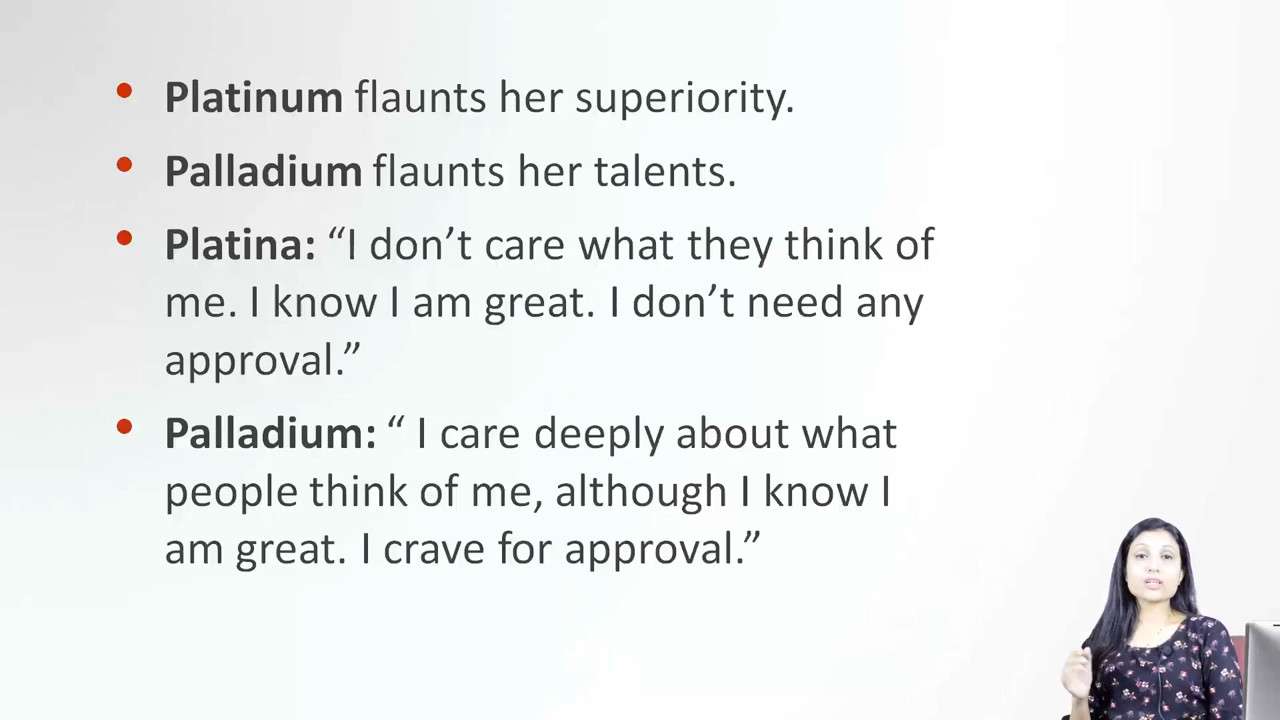 • Platinum flaunts her superiority.
• Palladium flaunts her talents.
• Platina: “I don’t care what they think of
me. I know I am great. I don’t need any
approval.”
• Palladium: “ I care deeply about what
people think of me, although I know I
am great. I crave for approval.”